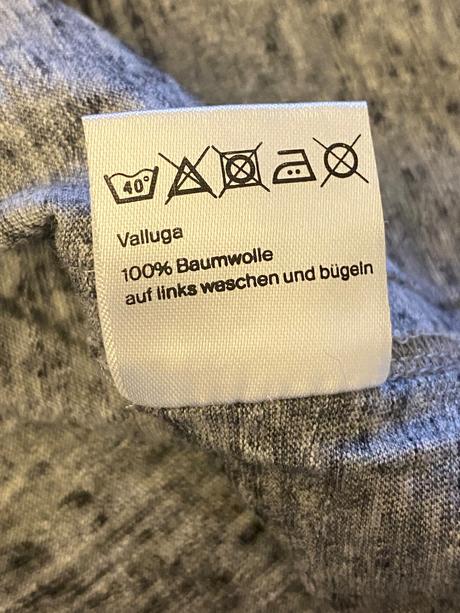 40°
Valluga
100% Baumwolle
auf links waschen und bügeln